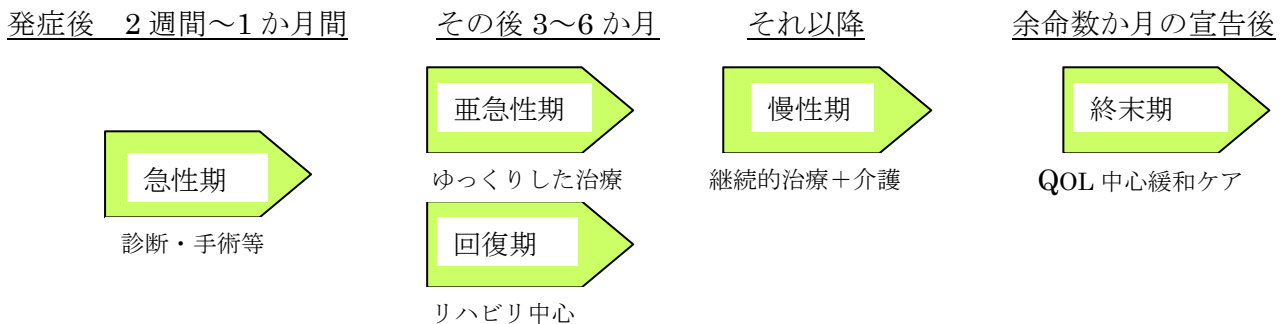 発症後　2週間～1か月間
その後3～6か月
それ以降
余命数か月の宣告後
亜急性期
慢性期
終末期
急性期
ゆっくりした治療
継続的治療＋介護
QOL中心緩和ケア
診断・手術等
回復期
リハビリ中心